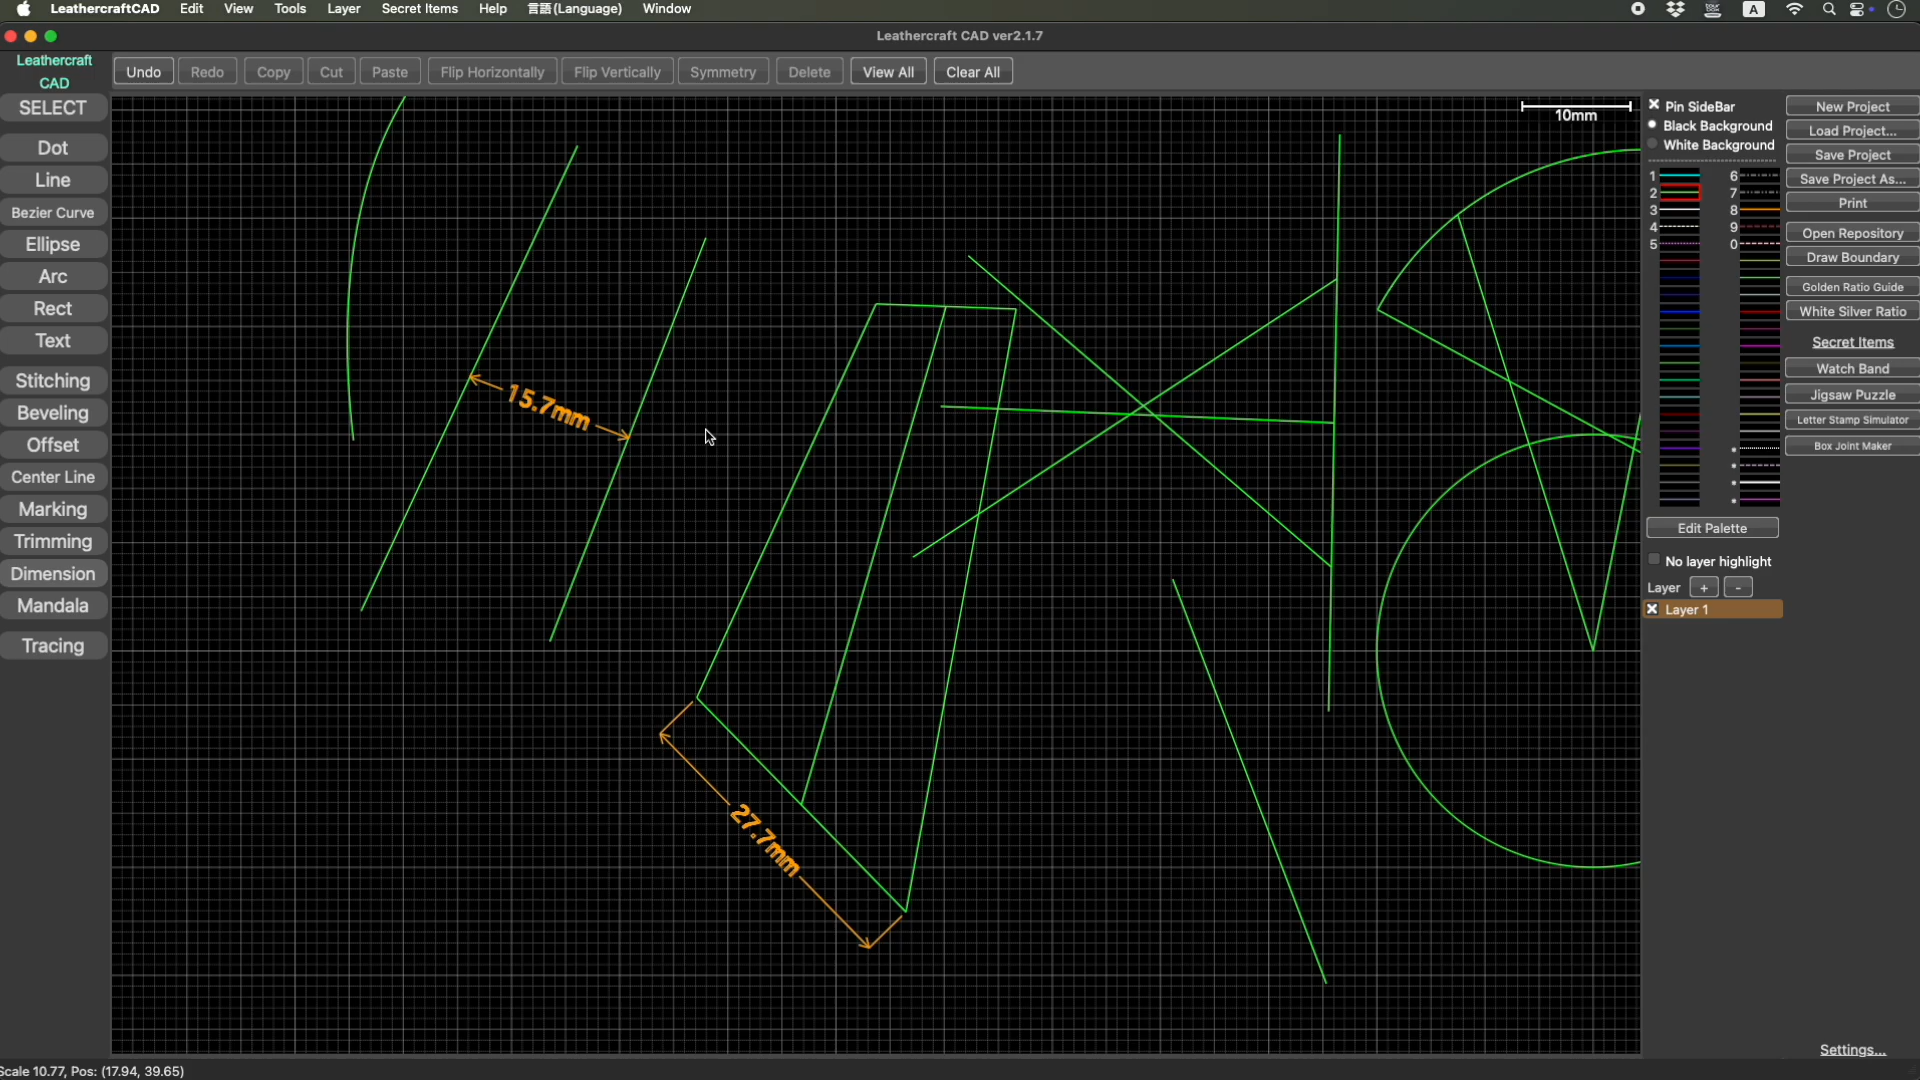 LeathercraftCAD Edit View Tools Layer Secret Items Help 言語(Language) Window A
Leathercraft CAD ver2.1.7
Leathercraft
CAD
Undo Redo Copy Cut Paste Flip Horizontally Flip Vertically Symmetry Delete View All Clear All
SELECT
Dot
Line
Bezier Curve
Ellipse
Arc
Rect
Text
Stitching
Beveling
Offset
Center Line
Marking
Trimming
Dimension
Mandala
Tracing
10mm
15.7mm
27.7mm
Pin SideBar
Black Background
White Background
1 6
2 7
3 8
4 9
5 0
Edit Palette
No layer highlight
Layer + -
Layer 1
New Project
Load Project...
Save Project
Save Project As...
Print
Open Repository
Draw Boundary
Golden Ratio Guide
White Silver Ratio
Secret Items
Watch Band
Jigsaw Puzzle
Letter Stamp Simulator
Box Joint Maker
Settings...
Scale 10.77, Pos: (17.94, 39.65)